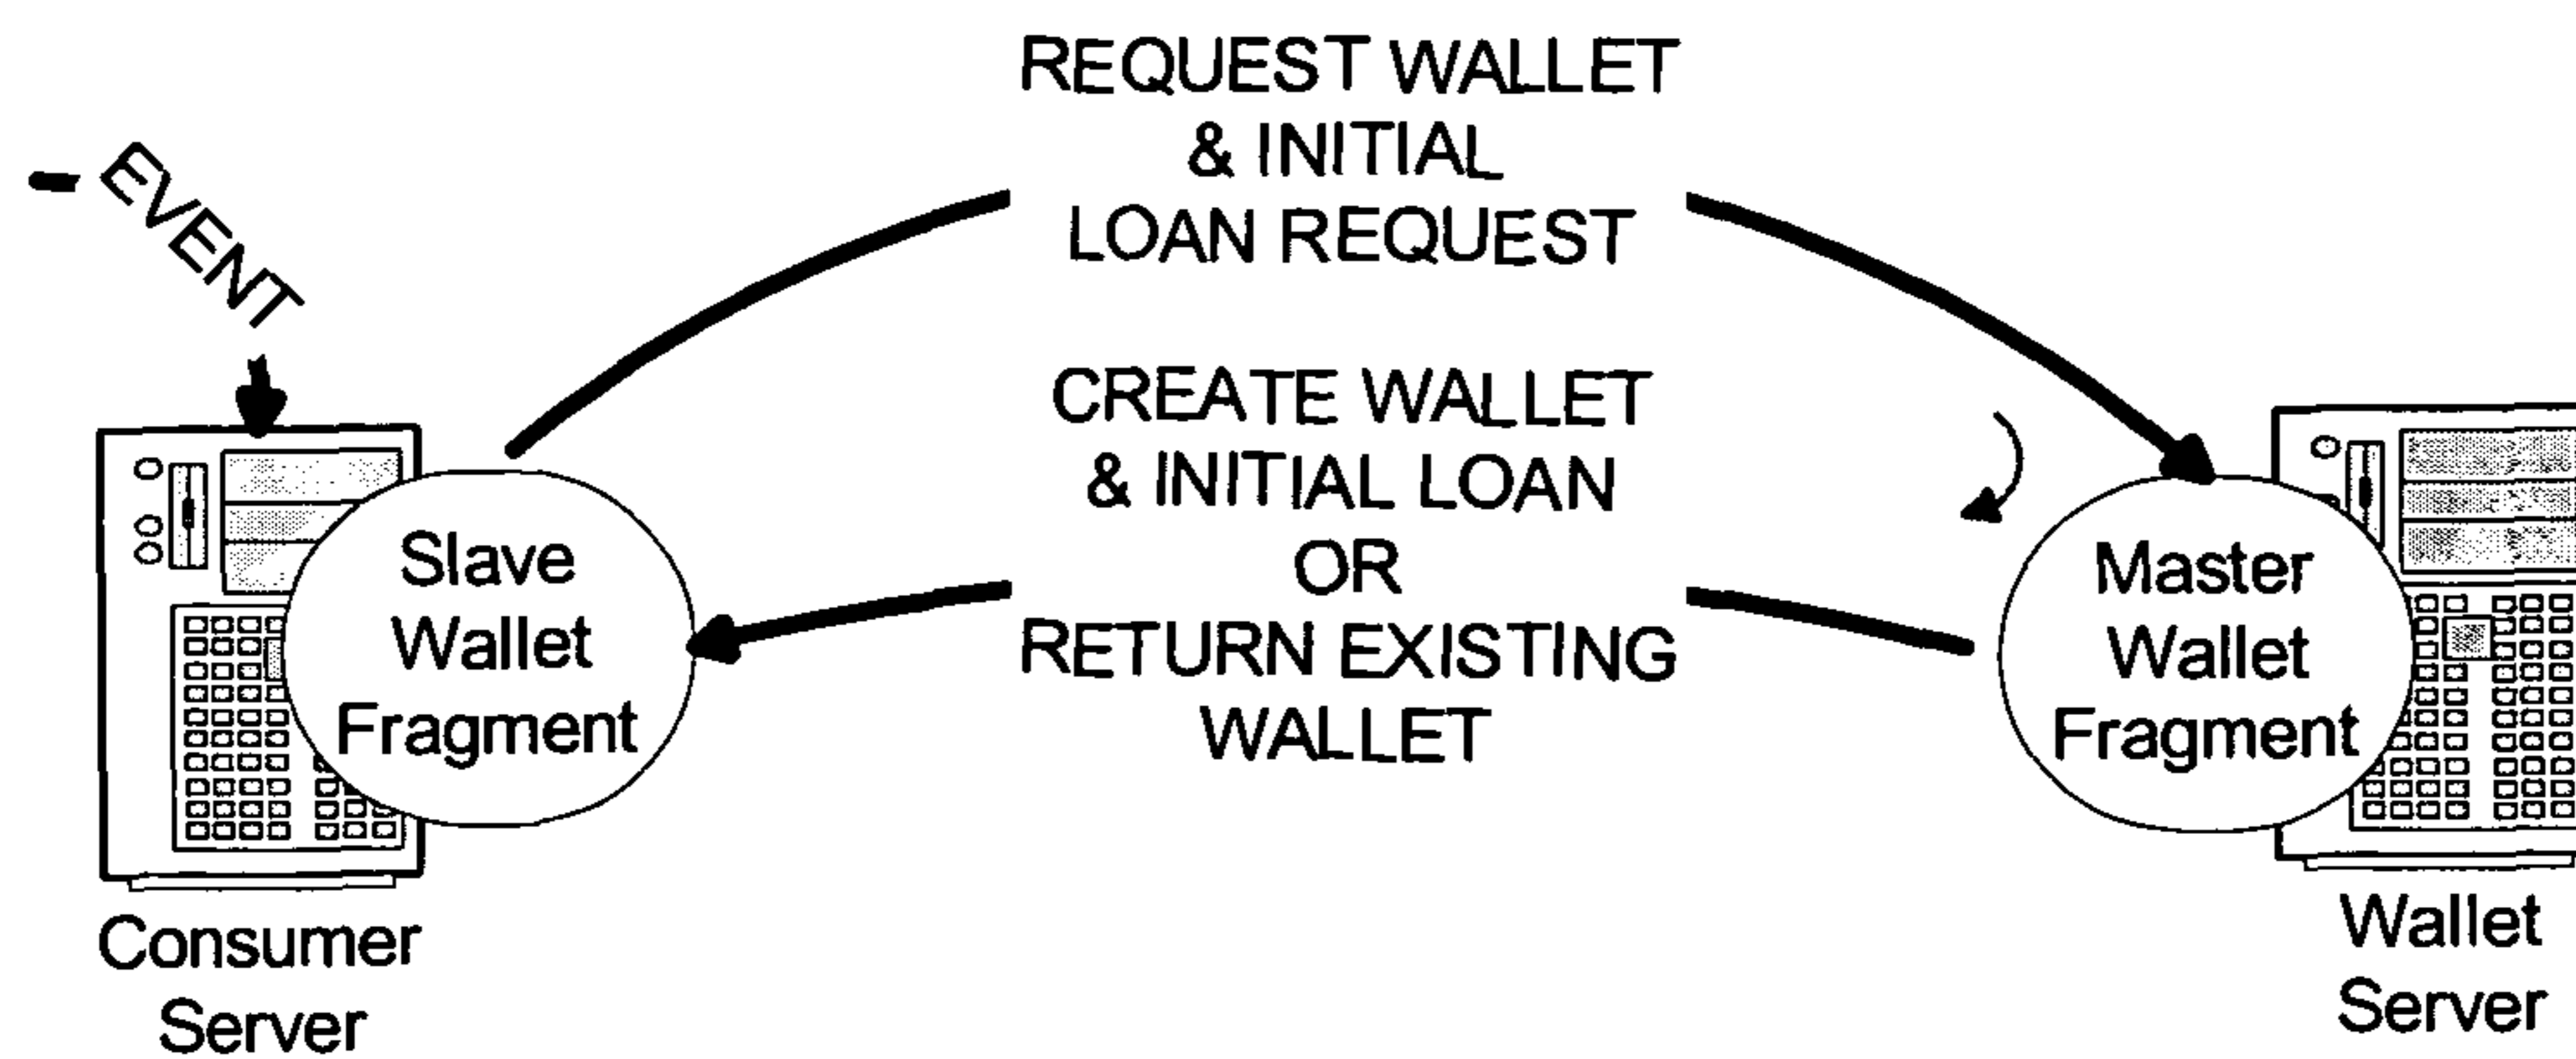 REQUEST WALLET
& INITIAL
LOAN REQUEST
EVENT
CREATE WALLET
& INITIAL LOAN
OR
RETURN EXISTING
WALLET
Slave
Wallet
Fragment
Master
Wallet
Fragment
Consumer
Server
Wallet
Server